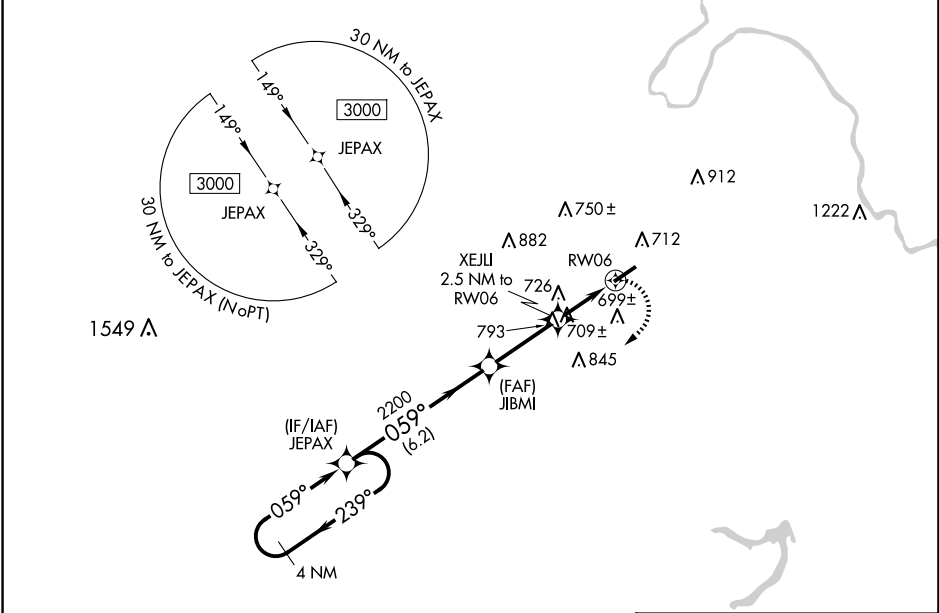 30 NM to JEPAX
149°
3000
JEPAX
329°
149°
3000
JEPAX
329°
30 NM to JEPAX (NoPT)
912
750±
1222
882
712
XEJLI
2.5 NM to
RW06
RW06
726
699±
793
709±
845
1549
(FAF)
JIBMI
2200
059°
(6.2)
(IF/IAF)
JEPAX
059°
239°
4 NM